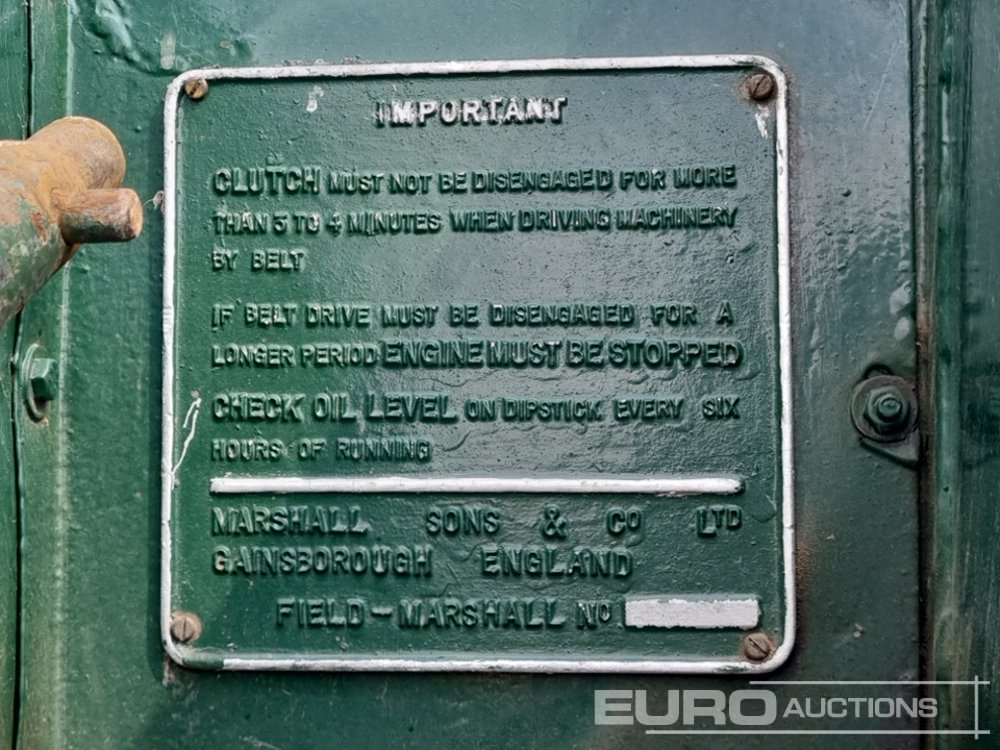 IMPORTANT
CLUTCH MUST NOT BE DISENGAGED FOR MORE
THAN 3 TO 4 MINUTES WHEN DRIVING MACHINERY
BY BELT
IF BELT DRIVE MUST BE DISENGAGED FOR A
LONGER PERIOD ENGINE MUST BE STOPPED
CHECK OIL LEVEL ON DIPSTICK EVERY SIX
HOURS OF RUNNING
MARSHALL SONS & CO LTD
GAINSBOROUGH ENGLAND
FIELD-MARSHALL NO
EURO AUCTIONS